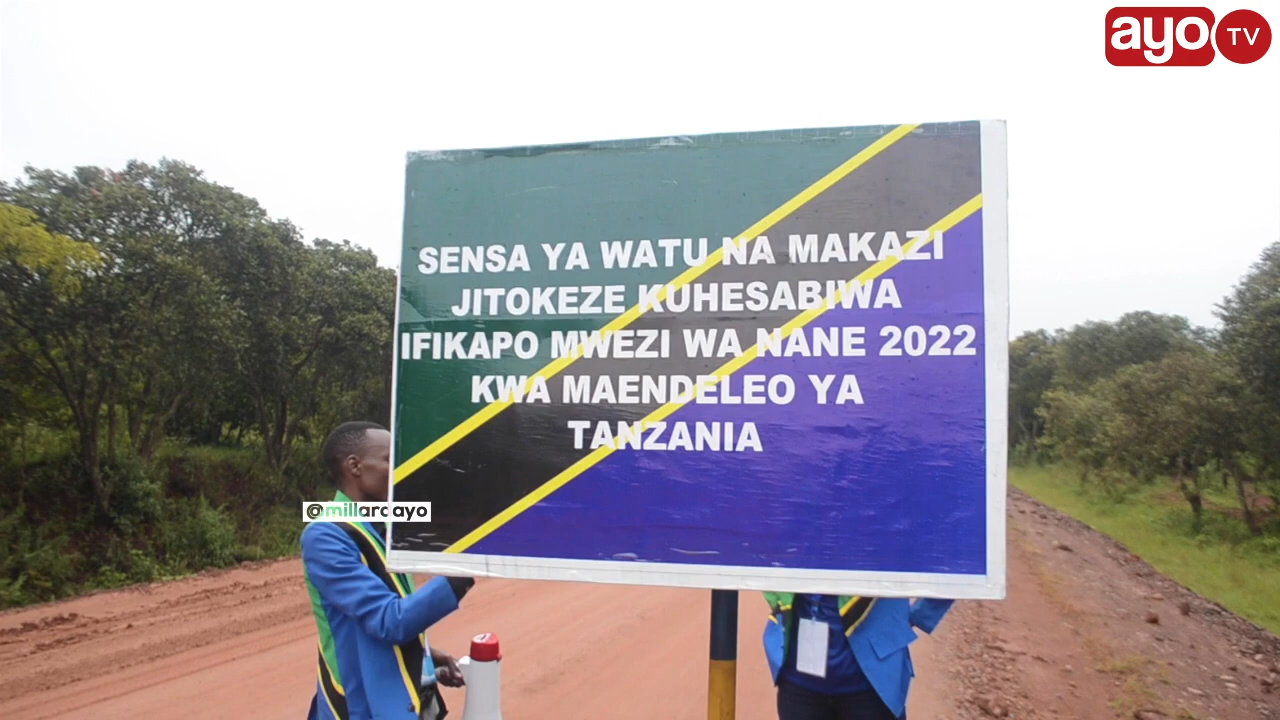 ayo TV
SENSA YA WATU NA MAKAZI
JITOKEZE KUHESABIWA
IFIKAPO MWEZI WA NANE 2022
KWA MAENDELEO YA
TANZANIA
@millardayo